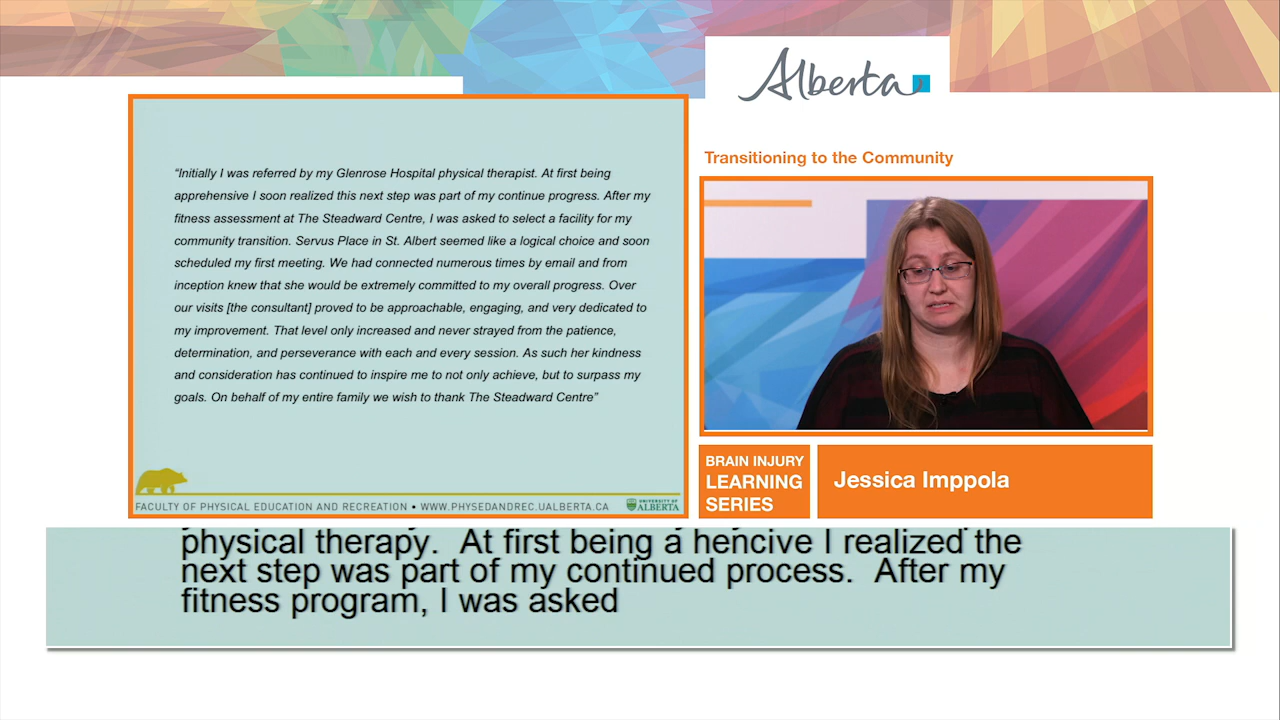 Alberta
“Initially I was referred by my Glenrose Hospital physical therapist. At first being
apprehensive I soon realized this next step was part of my continue progress. After my
fitness assessment at The Steadward Centre, I was asked to select a facility for my
community transition. Servus Place in St. Albert seemed like a logical choice and soon
scheduled my first meeting. We had connected numerous times by email and from
inception knew that she would be extremely committed to my overall progress. Over
our visits [the consultant] proved to be approachable, engaging, and very dedicated to
my improvement. That level only increased and never strayed from the patience,
determination, and perseverance with each and every session. As such her kindness
and consideration has continued to inspire me to not only achieve, but to surpass my
goals. On behalf of my entire family we wish to thank The Steadward Centre”
FACULTY OF PHYSICAL EDUCATION AND RECREATION • WWW.PHYSEDANDREC.UALBERTA.CA
UNIVERSITY OF
ALBERTA
Transitioning to the Community
BRAIN INJURY
LEARNING
SERIES
Jessica Imppola
physical therapy. At first being a hencive I realized the
next step was part of my continued process. After my
fitness program, I was asked